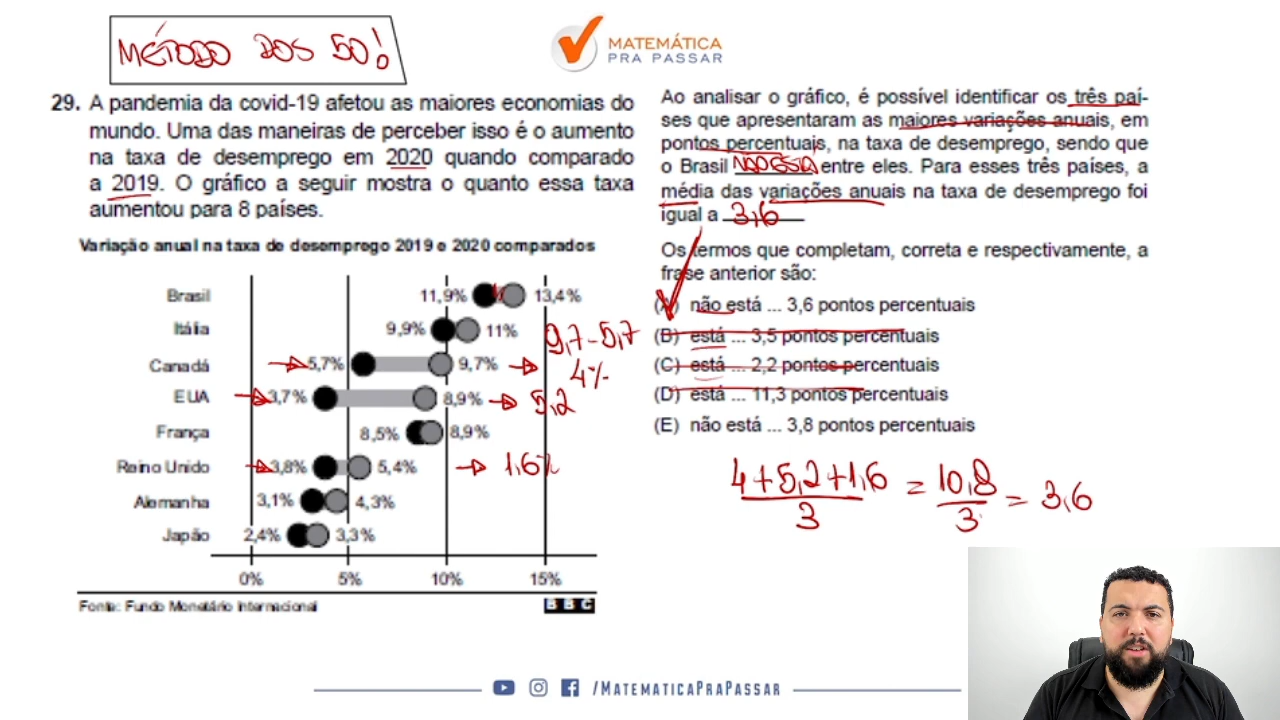 MÉTODO DOS 50!
MATEMÁTICA
PRA PASSAR
29. A pandemia da covid-19 afetou as maiores economias do
mundo. Uma das maneiras de perceber isso é o aumento
na taxa de desemprego em 2020 quando comparado
a 2019. O gráfico a seguir mostra o quanto essa taxa
aumentou para 8 países.
Variação anual na taxa de desemprego 2019 e 2020 comparados
Brasil 11,9% 13,4%
Itália 9,9% 11%
Canadá 5,7% 9,7%
EUA 3,7% 8,9%
França 8,5% 8,9%
Reino Unido 3,8% 5,4%
Alemanha 3,1% 4,3%
Japão 2,4% 3,3%
0% 5% 10% 15%
Fonte: Fundo Monetário Internacional
BBC
9,7-5,7
4%
5,2
1,6%
Ao analisar o gráfico, é possível identificar os três paí-
ses que apresentaram as maiores variações anuais, em
pontos percentuais, na taxa de desemprego, sendo que
o Brasil NÃO ESTÁ entre eles. Para esses três países, a
média das variações anuais na taxa de desemprego foi
igual a 3,6
Os termos que completam, correta e respectivamente, a
frase anterior são:
(A) não está ... 3,6 pontos percentuais
(B) está ... 3,5 pontos percentuais
(C) está ... 2,2 pontos percentuais
(D) está ... 11,3 pontos percentuais
(E) não está ... 3,8 pontos percentuais
4+5,2+1,6 = 10,8 = 3,6
3 3
/MATEMATICAPRAPASSAR